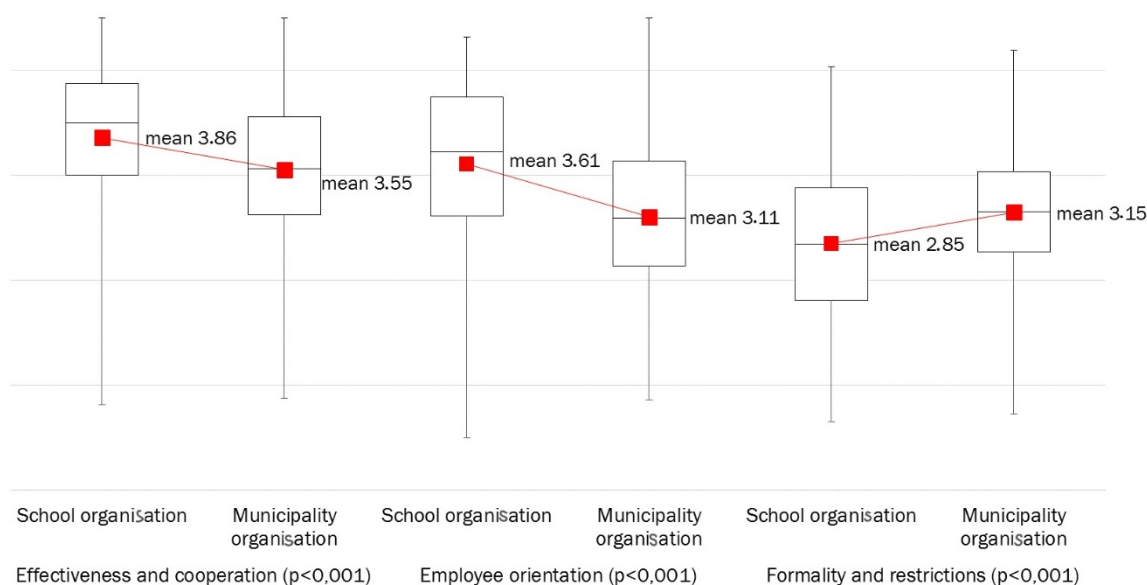 mean 3.86
mean 3.55
mean 3.61
mean 3.11
mean 2.85
mean 3.15
School organisation
Municipality
organisation
School organisation
Municipality
organisation
School organisation
Municipality
organisation
Effectiveness and cooperation (p<0,001)
Employee orientation (p<0,001)
Formality and restrictions (p<0,001)